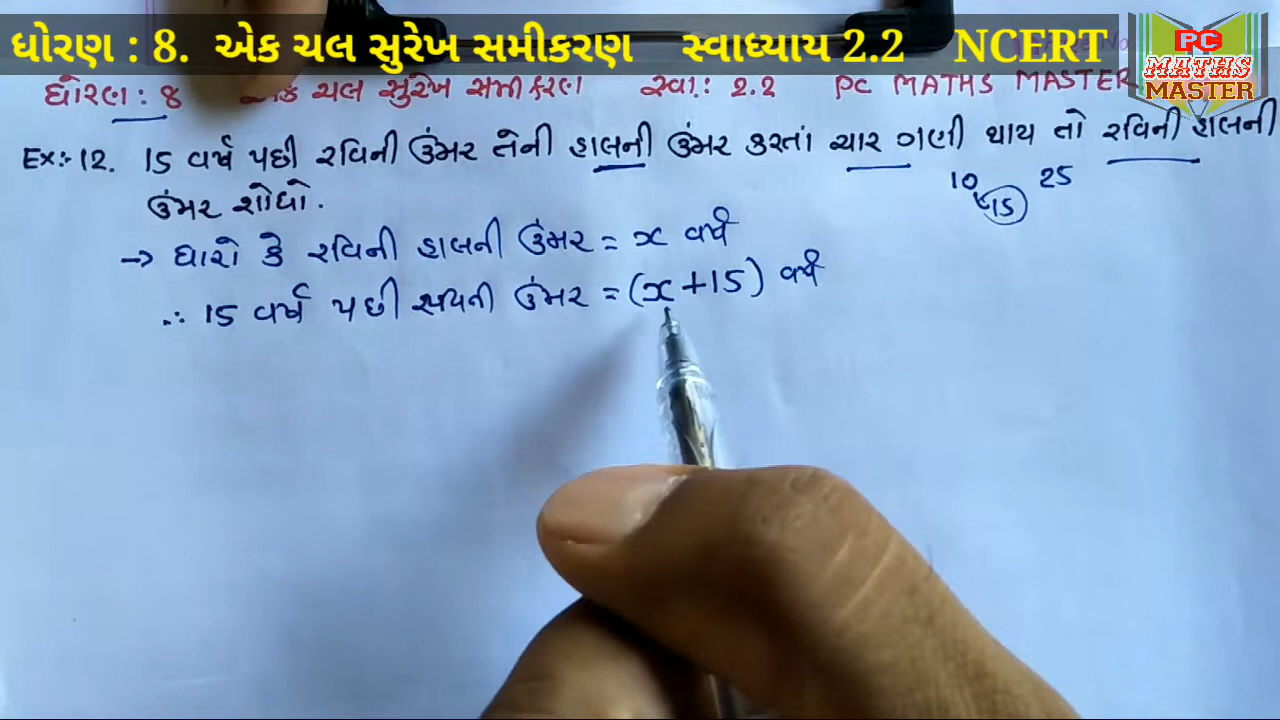 ધોરણ : 8. એક ચલ સુરેખ સમીકરણ સ્વાધ્યાય 2.2 NCERT
PC
MATHS
MASTER
ધોરણ : 8 ચલ સુરેખ સમીકરણ સ્વા.: 2.2 PC MATHS MASTER
Ex:-12. 15 વર્ષ પછી રવિની ઉંમર તેની હાલની ઉંમર કરતાં ચાર ગણી થાય તો રવિની હાલની
ઉંમર શોધો.
10 25
15
→ ધારો કે રવિની હાલની ઉંમર = x વર્ષ
∴ 15 વર્ષ પછી ઉંમર = (x+15) વર્ષ